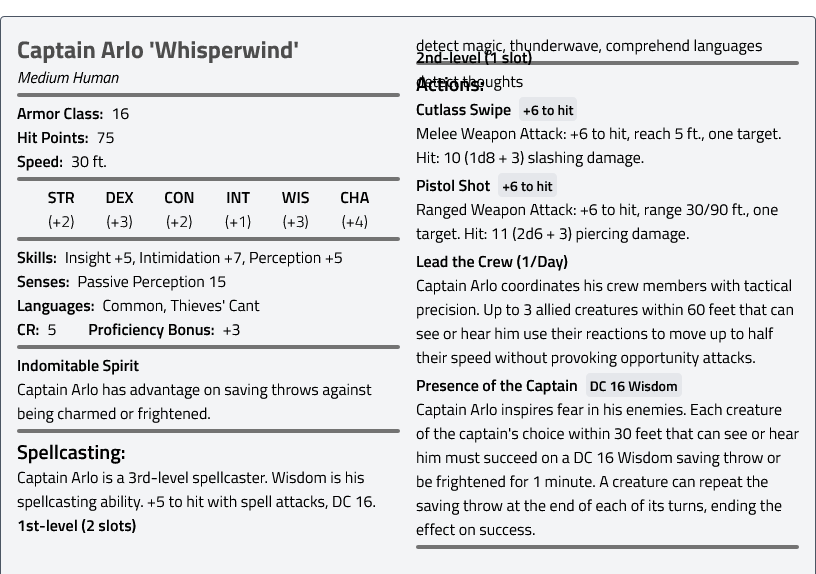 Captain Arlo 'Whisperwind'
Medium Human
Armor Class: 16
Hit Points: 75
Speed: 30 ft.
STR DEX CON INT WIS CHA
(+2) (+3) (+2) (+1) (+3) (+4)
Skills: Insight +5, Intimidation +7, Perception +5
Senses: Passive Perception 15
Languages: Common, Thieves' Cant
CR: 5 Proficiency Bonus: +3
Indomitable Spirit
Captain Arlo has advantage on saving throws against
being charmed or frightened.
Spellcasting:
Captain Arlo is a 3rd-level spellcaster. Wisdom is his
spellcasting ability. +5 to hit with spell attacks, DC 16.
1st-level (2 slots)
detect magic, thunderwave, comprehend languages
2nd-level (1 slot)
detect thoughts
Actions:
Cutlass Swipe +6 to hit
Melee Weapon Attack: +6 to hit, reach 5 ft., one target.
Hit: 10 (1d8 + 3) slashing damage.
Pistol Shot +6 to hit
Ranged Weapon Attack: +6 to hit, range 30/90 ft., one
target. Hit: 11 (2d6 + 3) piercing damage.
Lead the Crew (1/Day)
Captain Arlo coordinates his crew members with tactical
precision. Up to 3 allied creatures within 60 feet that can
see or hear him use their reactions to move up to half
their speed without provoking opportunity attacks.
Presence of the Captain DC 16 Wisdom
Captain Arlo inspires fear in his enemies. Each creature
of the captain's choice within 30 feet that can see or hear
him must succeed on a DC 16 Wisdom saving throw or
be frightened for 1 minute. A creature can repeat the
saving throw at the end of each of its turns, ending the
effect on success.